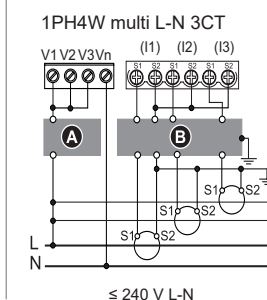 1PH4W multi L-N 3CT
V1 V2 V3 Vn
(I1) (I2) (I3)
S1 S2 S1 S2 S1 S2
A B
S1 S2
S1 S2
L S1 S2
N
≤ 240 V L-N